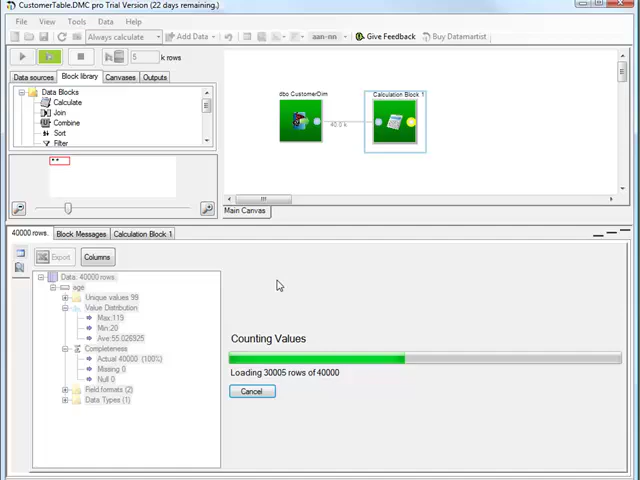 CustomerTable.DMC pro Trial Version (22 days remaining.)
File View Tools Data Help
Always calculate Add Data aan-nn Give Feedback Buy Datamartist
5 k rows
Data sources Block library Canvases Outputs
Data Blocks
Calculate
Join
Combine
Sort
Filter
dbo CustomerDim
Calculation Block 1
40.0 k
Main Canvas
40000 rows. Block Messages Calculation Block 1
Export Columns
Data: 40000 rows.
age
Unique values 99
Value Distribution
Max:119
Min:20
Ave:55.026925
Completeness
Actual 40000 (100%)
Missing 0
Null 0
Field formats (2)
Data Types (1)
Counting Values
Loading 30005 rows of 40000
Cancel